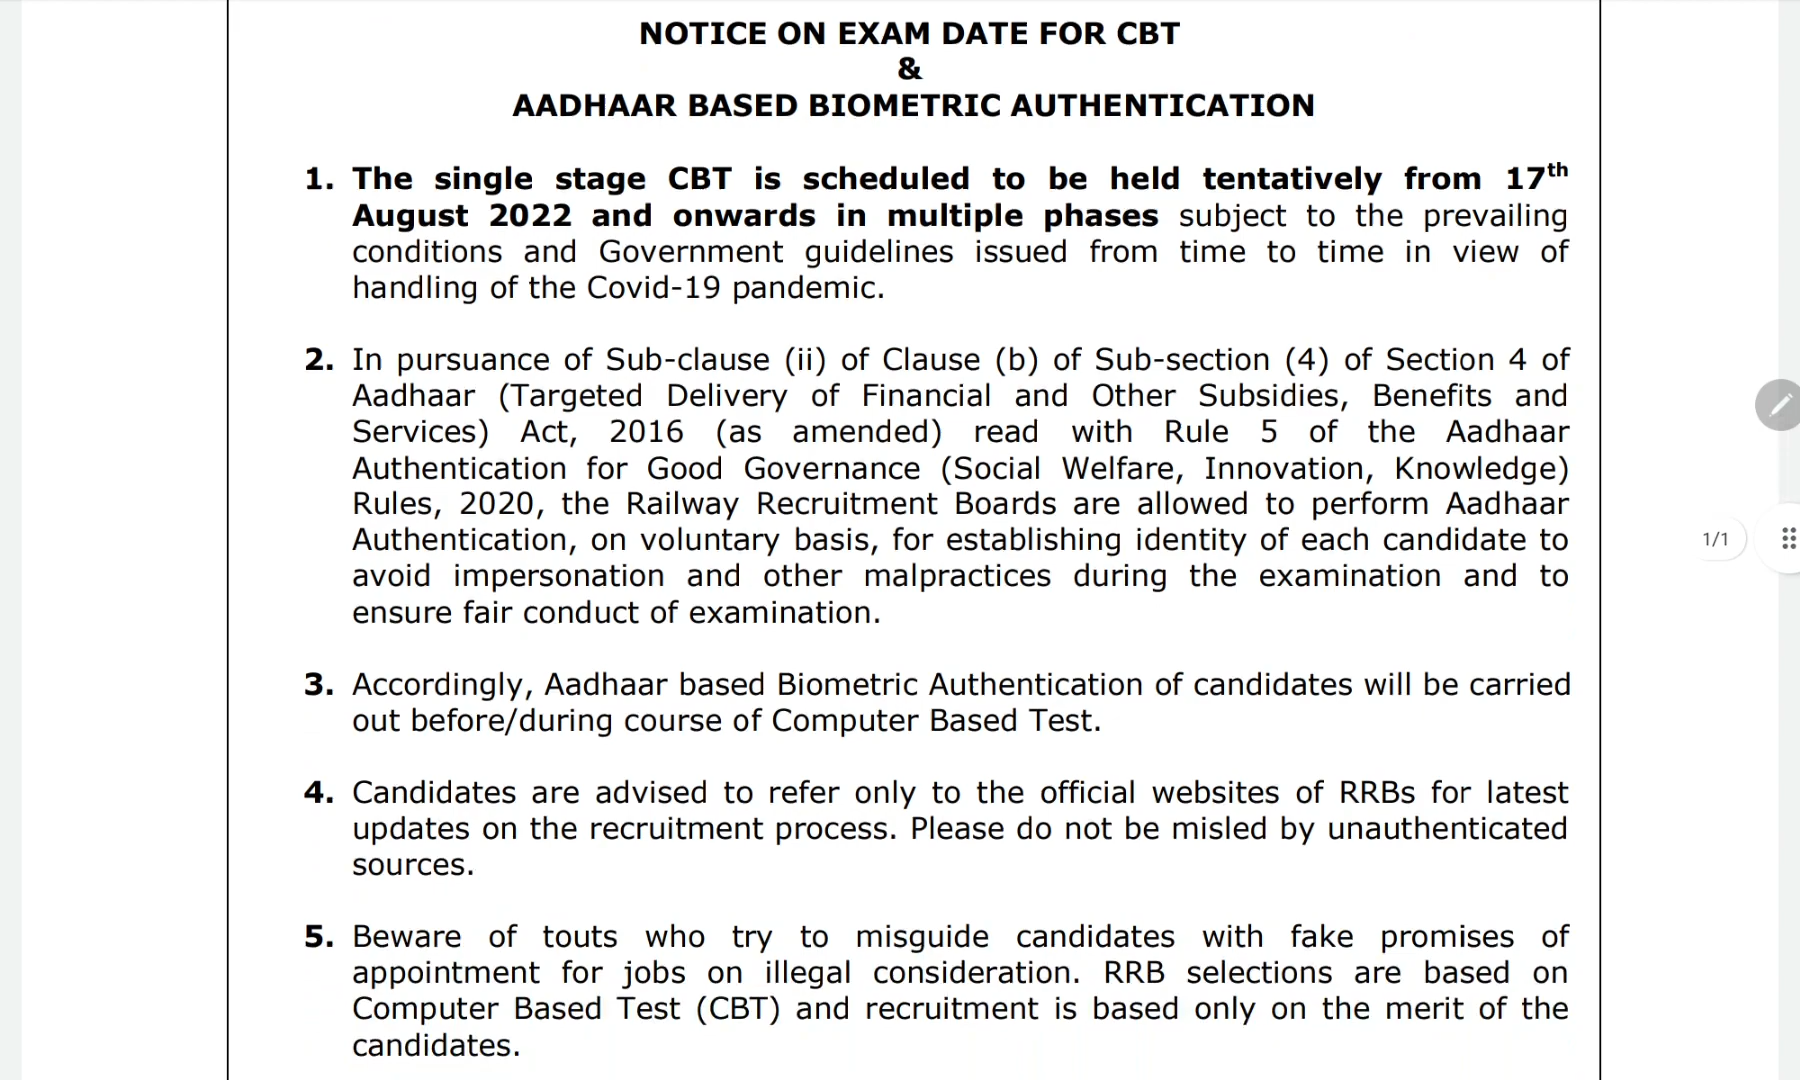 NOTICE ON EXAM DATE FOR CBT
&
AADHAAR BASED BIOMETRIC AUTHENTICATION
1. The single stage CBT is scheduled to be held tentatively from 17th
August 2022 and onwards in multiple phases subject to the prevailing
conditions and Government guidelines issued from time to time in view of
handling of the Covid-19 pandemic.
2. In pursuance of Sub-clause (ii) of Clause (b) of Sub-section (4) of Section 4 of
Aadhaar (Targeted Delivery of Financial and Other Subsidies, Benefits and
Services) Act, 2016 (as amended) read with Rule 5 of the Aadhaar
Authentication for Good Governance (Social Welfare, Innovation, Knowledge)
Rules, 2020, the Railway Recruitment Boards are allowed to perform Aadhaar
Authentication, on voluntary basis, for establishing identity of each candidate to
avoid impersonation and other malpractices during the examination and to
ensure fair conduct of examination.
3. Accordingly, Aadhaar based Biometric Authentication of candidates will be carried
out before/during course of Computer Based Test.
4. Candidates are advised to refer only to the official websites of RRBs for latest
updates on the recruitment process. Please do not be misled by unauthenticated
sources.
5. Beware of touts who try to misguide candidates with fake promises of
appointment for jobs on illegal consideration. RRB selections are based on
Computer Based Test (CBT) and recruitment is based only on the merit of the
candidates.
1/1